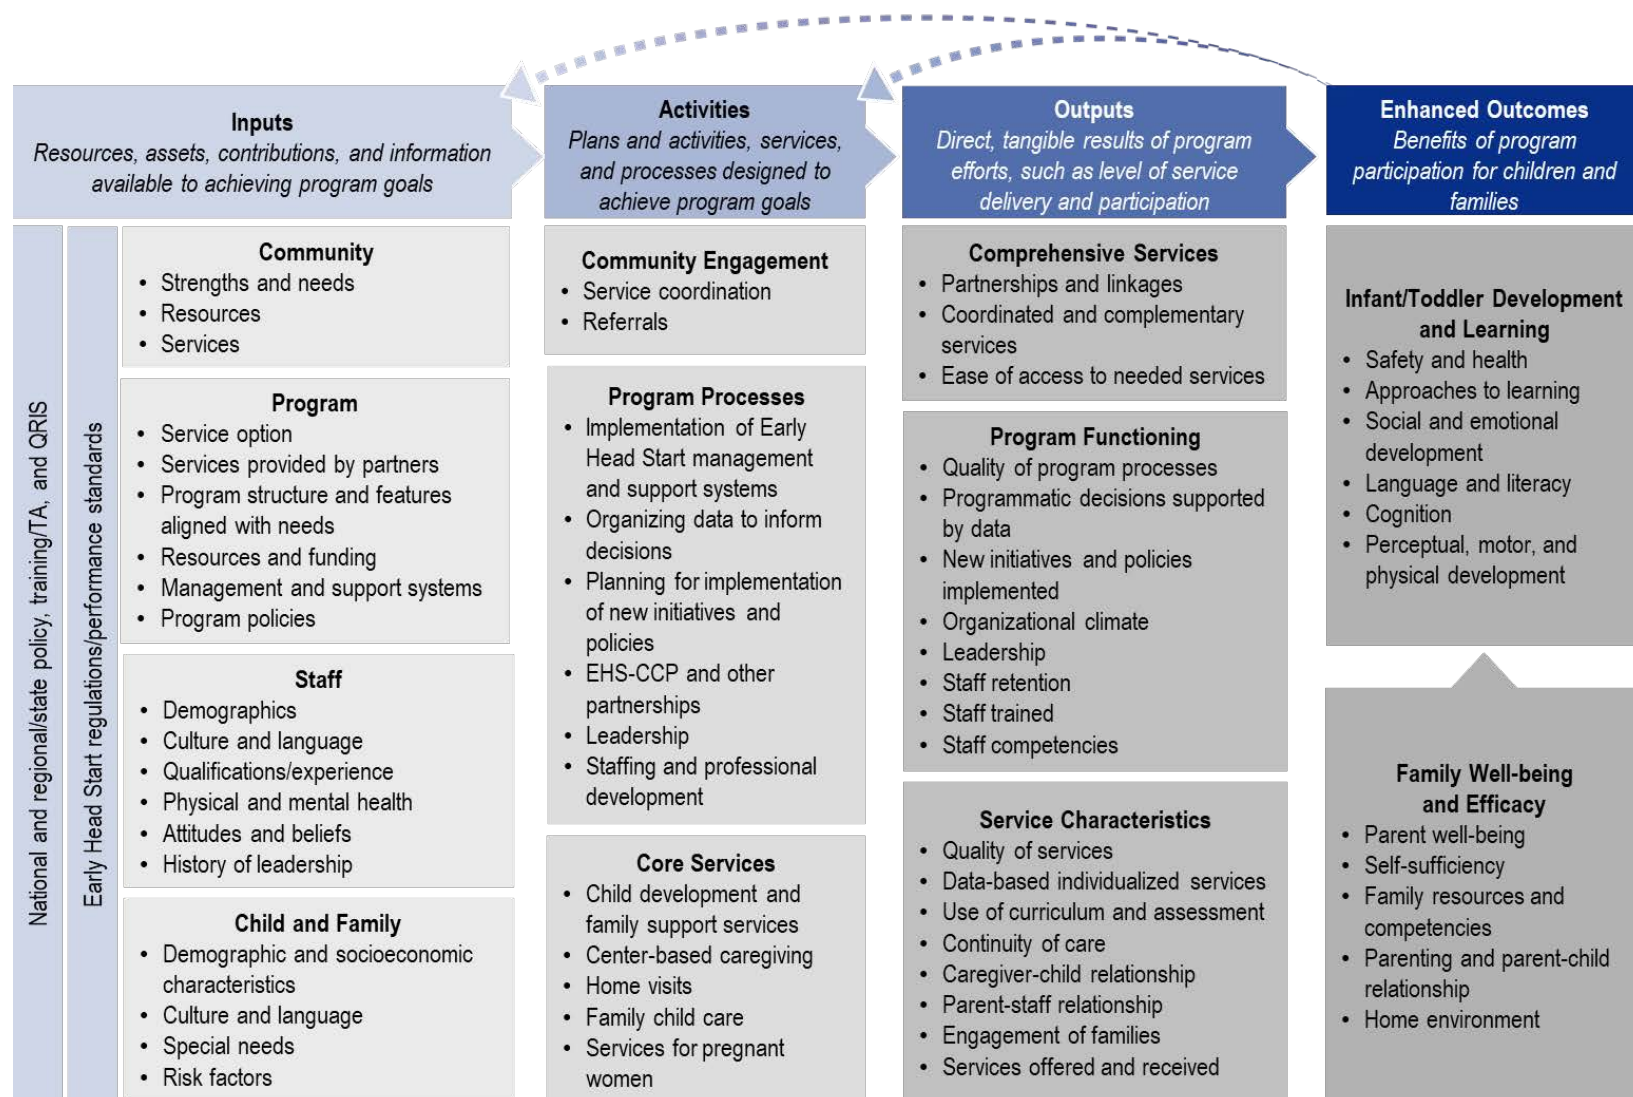 Inputs
Resources, assets, contributions, and information
available to achieving program goals
Activities
Plans and activities, services,
and processes designed to
achieve program goals
Outputs
Direct, tangible results of program
efforts, such as level of service
delivery and participation
Enhanced Outcomes
Benefits of program
participation for children and
families
National and regional/state policy, training/TA, and QRIS
Early Head Start regulations/performance standards
Community
• Strengths and needs
• Resources
• Services
Program
• Service option
• Services provided by partners
• Program structure and features
aligned with needs
• Resources and funding
• Management and support systems
• Program policies
Staff
• Demographics
• Culture and language
• Qualifications/experience
• Physical and mental health
• Attitudes and beliefs
• History of leadership
Child and Family
• Demographic and socioeconomic
characteristics
• Culture and language
• Special needs
• Risk factors
Community Engagement
• Service coordination
• Referrals
Program Processes
• Implementation of Early
Head Start management
and support systems
• Organizing data to inform
decisions
• Planning for implementation
of new initiatives and
policies
• EHS-CCP and other
partnerships
• Leadership
• Staffing and professional
development
Core Services
• Child development and
family support services
• Center-based caregiving
• Home visits
• Family child care
• Services for pregnant
women
Comprehensive Services
• Partnerships and linkages
• Coordinated and complementary
services
• Ease of access to needed services
Program Functioning
• Quality of program processes
• Programmatic decisions supported
by data
• New initiatives and policies
implemented
• Organizational climate
• Leadership
• Staff retention
• Staff trained
• Staff competencies
Service Characteristics
• Quality of services
• Data-based individualized services
• Use of curriculum and assessment
• Continuity of care
• Caregiver-child relationship
• Parent-staff relationship
• Engagement of families
• Services offered and received
Infant/Toddler Development
and Learning
• Safety and health
• Approaches to learning
• Social and emotional
development
• Language and literacy
• Cognition
• Perceptual, motor, and
physical development
Family Well-being
and Efficacy
• Parent well-being
• Self-sufficiency
• Family resources and
competencies
• Parenting and parent-child
relationship
• Home environment